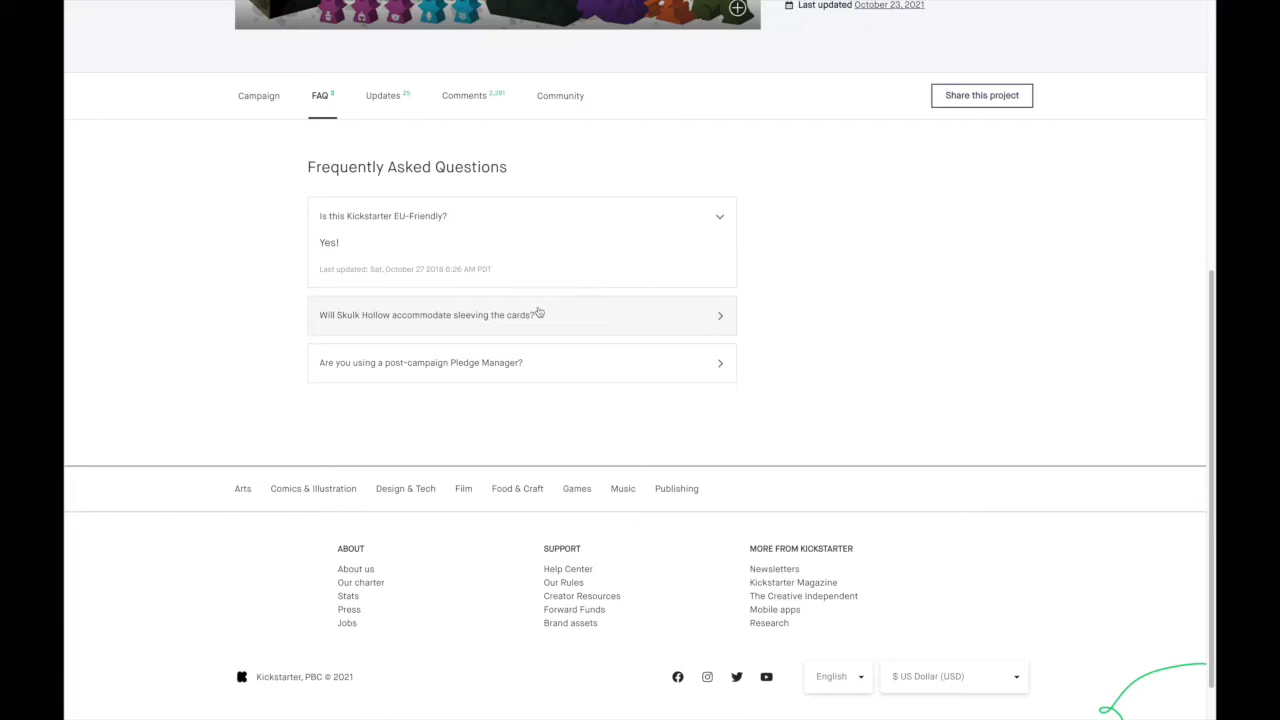 Last updated October 23, 2021
Campaign FAQ 3 Updates 25 Comments 2,281 Community Share this project
Frequently Asked Questions
Is this Kickstarter EU-Friendly?
Yes!
Last updated: Sat, October 27 2018 6:26 AM PDT
Will Skulk Hollow accommodate sleeving the cards?
Are you using a post-campaign Pledge Manager?
Arts Comics & Illustration Design & Tech Film Food & Craft Games Music Publishing
ABOUT SUPPORT MORE FROM KICKSTARTER
About us Help Center Newsletters
Our charter Our Rules Kickstarter Magazine
Stats Creator Resources The Creative Independent
Press Forward Funds Mobile apps
Jobs Brand assets Research
Kickstarter, PBC © 2021 English $ US Dollar (USD)